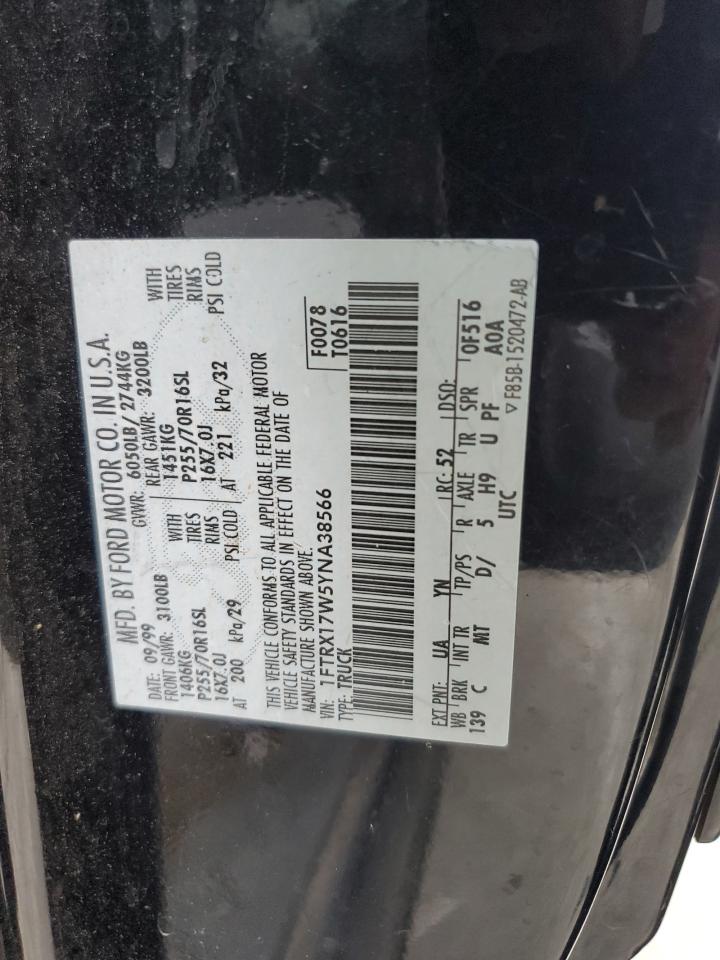 MFD. BY FORD MOTOR CO. IN U.S.A.
DATE: 09/99 GVWR: 6050LB/2744KG
FRONT GAWR: 3100LB REAR GAWR: 3200LB
1406KG WITH 1451KG WITH
P255/70R16SL TIRES P255/70R16SL TIRES
16X7.0J RIMS 16X7.0J RIMS
AT 200 kPa/29 PSI COLD AT 221 kPa/32 PSI COLD
THIS VEHICLE CONFORMS TO ALL APPLICABLE FEDERAL MOTOR
VEHICLE SAFETY STANDARDS IN EFFECT ON THE DATE OF
MANUFACTURE SHOWN ABOVE.
VIN: 1FTRX17W5YNA38566 F0078
TYPE: TRUCK T0616
EXT PNT: UA YN RC: 52 DSO:
WB BRK INT TR TP/PS R AXLE TR SPR 0F516
139 C MT D/ 5 H9 U PF A0A
UTC ▽ F85B-1520472-AB